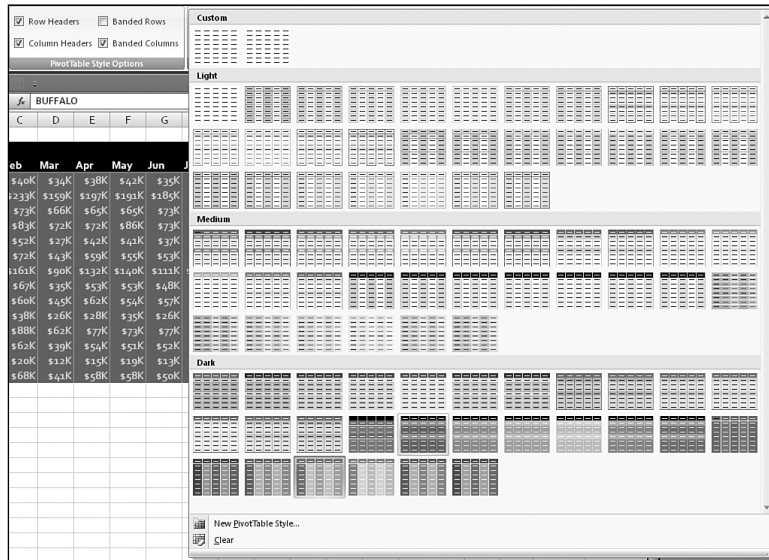 Row Headers Banded Rows
Column Headers Banded Columns
PivotTable Style Options
fx BUFFALO
C D E F G
eb Mar Apr May Jun J
$40K $34K $38K $42K $35K
$233K $159K $197K $191K $185K
$73K $66K $65K $65K $73K
$83K $72K $72K $86K $73K
$52K $27K $42K $41K $37K
$72K $43K $59K $55K $53K
$161K $90K $132K $140K $111K
$67K $35K $53K $53K $48K
$60K $45K $62K $54K $57K
$38K $26K $28K $35K $26K
$88K $62K $77K $73K $77K
$62K $39K $54K $51K $52K
$20K $12K $15K $19K $13K
$68K $41K $58K $58K $50K
Custom
Light
Medium
Dark
New PivotTable Style...
Clear